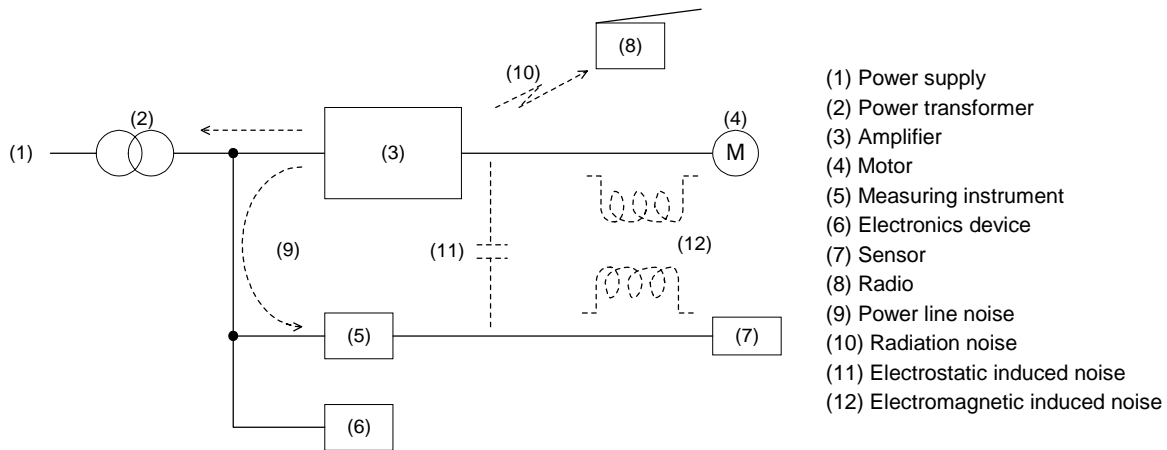 (8)
(10)
(2)
(4)
(1)
(3)
M
(9)
(11)
(12)
(5)
(7)
(6)
(1) Power supply
(2) Power transformer
(3) Amplifier
(4) Motor
(5) Measuring instrument
(6) Electronics device
(7) Sensor
(8) Radio
(9) Power line noise
(10) Radiation noise
(11) Electrostatic induced noise
(12) Electromagnetic induced noise